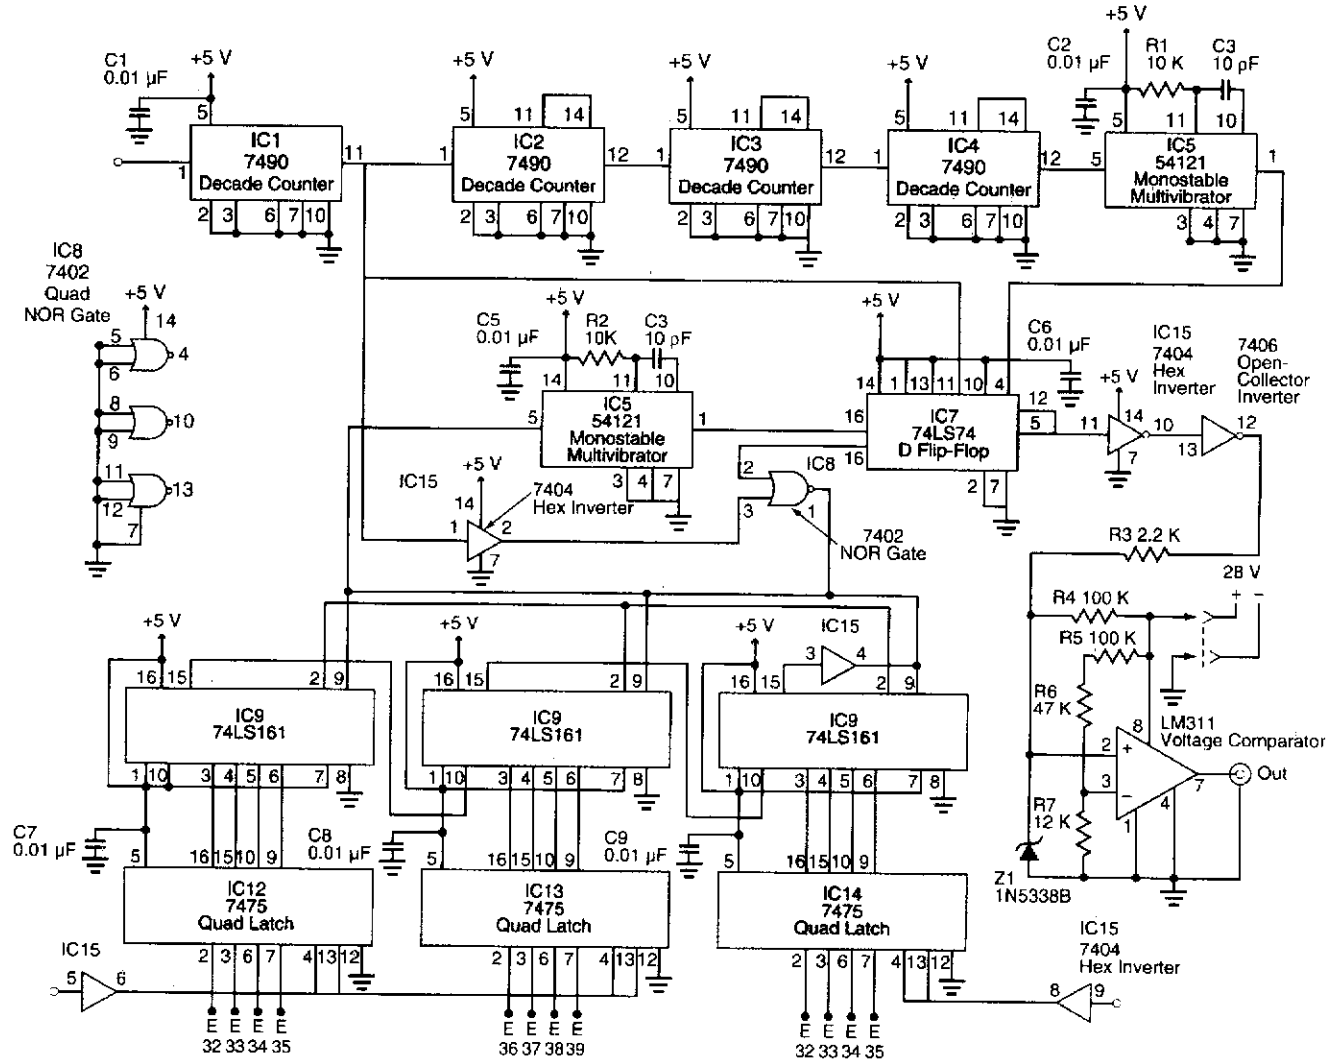 C1
0.01 µF
+5 V
+5 V
+5 V
+5 V
+5 V
C2
0.01 µF
R1
10 K
C3
10 pF
5
5 11 14
5 11 14
5 11 14
5 11 10
1 IC1 11
7490
Decade Counter
1 IC2 12
7490
Decade Counter
1 IC3 12
7490
Decade Counter
1 IC4 12
7490
Decade Counter
5 IC5 1
54121
Monostable
Multivibrator
2 3 6 7 10
2 3 6 7 10
2 3 6 7 10
2 3 6 7 10
3 4 7
IC8
7402
Quad
NOR Gate
+5 V
14
5
6
4
8
9
10
11
12
13
7
C5
0.01 µF
+5 V
R2
10K
C3
10 pF
14 11 10
5 IC5 1
54121
Monostable
Multivibrator
3 4 7
+5 V
C6
0.01 µF
14 1 13 11 10 4
16
16
IC7
74LS74
D Flip-Flop
12
5
2 7
IC15
7404
Hex
Inverter
+5 V
14
11 10
7
7406
Open-
Collector
Inverter
12
13
IC15
+5 V
14
1 2
7
7404
Hex Inverter
2
3
IC8
1
7402
NOR Gate
R3 2.2 K
28 V
+ −
R4 100 K
R5 100 K
R6
47 K
LM311
Voltage Comparator
8
2 +
3 −
7
1
4
Out
R7
12 K
Z1
1N5338B
+5 V
+5 V
+5 V
IC15
3 4
16 15 2 9
16 15 2 9
16 15 2 9
IC9
74LS161
IC9
74LS161
IC9
74LS161
1 10 3 4 5 6 7 8
1 10 3 4 5 6 7 8
1 10 3 4 5 6 7 8
C7
0.01 µF
C8
0.01 µF
C9
0.01 µF
5 16 15 10 9
5 16 15 10 9
5 16 15 10 9
IC12
7475
Quad Latch
IC13
7475
Quad Latch
IC14
7475
Quad Latch
2 3 6 7 4 13 12
2 3 6 7 4 13 12
2 3 6 7 4 13 12
IC15
5 6
IC15
7404
Hex Inverter
8 9
E E E E
32 33 34 35
E E E E
36 37 38 39
E E E E
32 33 34 35